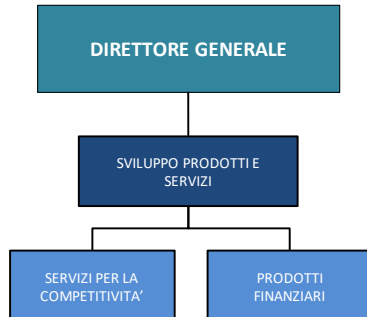 DIRETTORE GENERALE
SVILUPPO PRODOTTI E
SERVIZI
SERVIZI PER LA
COMPETITIVITA’
PRODOTTI
FINANZIARI